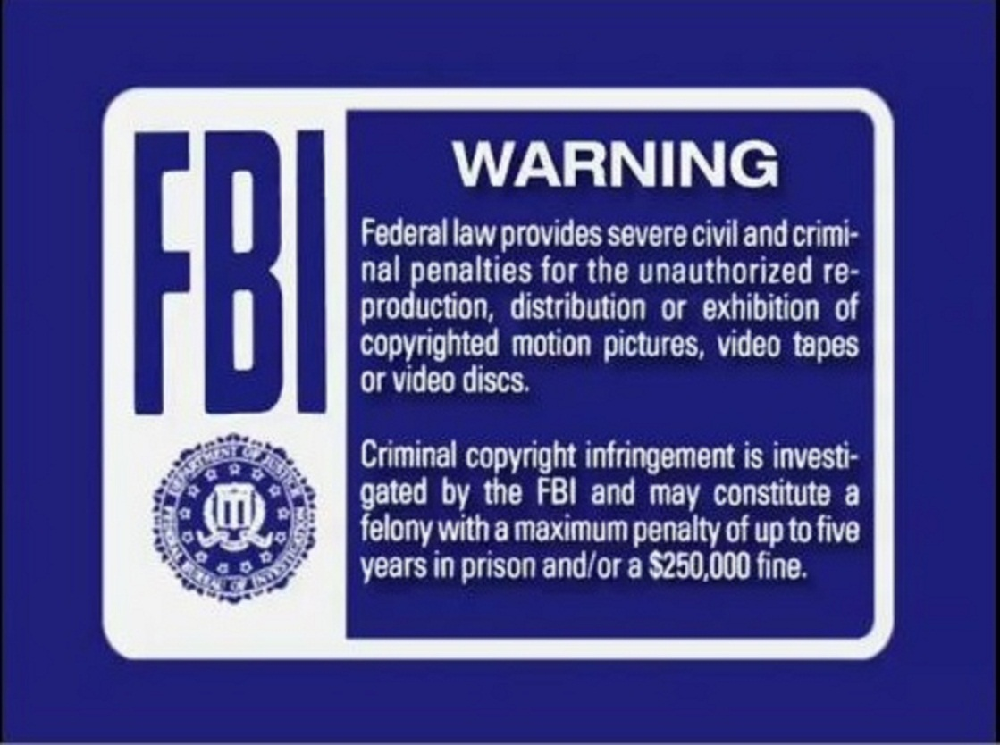 FBI
WARNING
Federal law provides severe civil and crimi-
nal penalties for the unauthorized re-
production, distribution or exhibition of
copyrighted motion pictures, video tapes
or video discs.
Criminal copyright infringement is investi-
gated by the FBI and may constitute a
felony with a maximum penalty of up to five
years in prison and/or a $250,000 fine.
DEPARTMENT OF JUSTICE
FEDERAL BUREAU OF INVESTIGATION